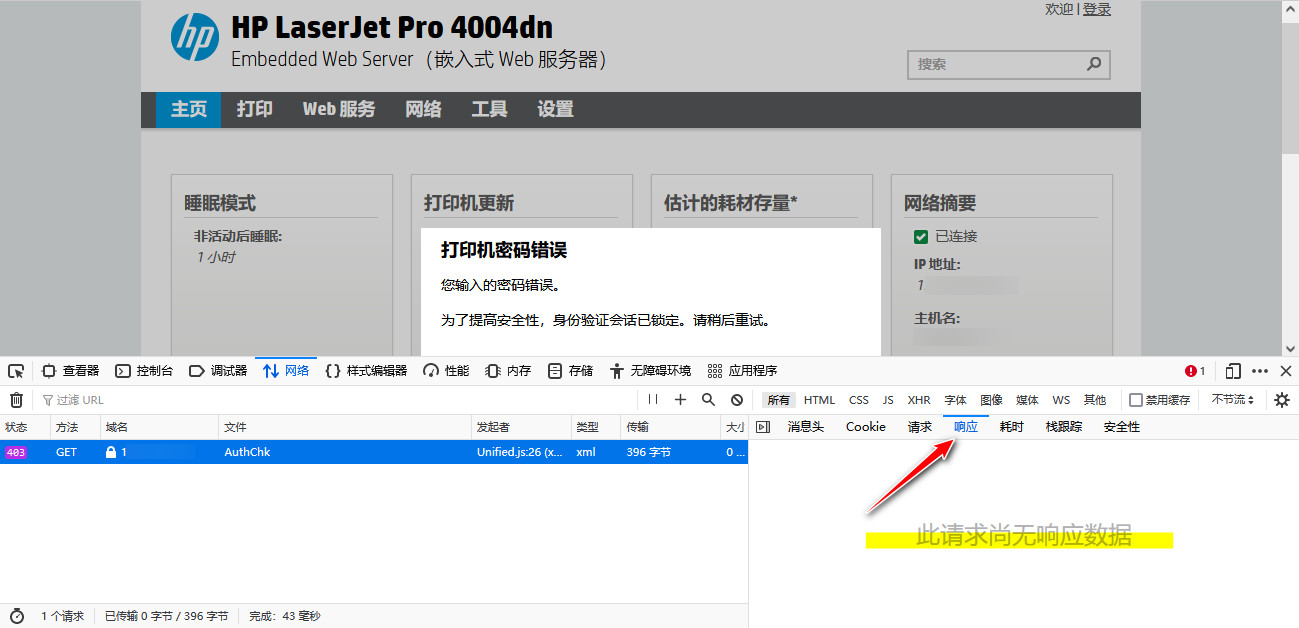 欢迎 | 登录
hp
HP LaserJet Pro 4004dn
Embedded Web Server（嵌入式 Web 服务器）
搜索
主页 打印 Web 服务 网络 工具 设置
睡眠模式 打印机更新 估计的耗材存量* 网络摘要
非活动后睡眠: 已连接
1 小时
IP 地址:
1
主机名:
打印机密码错误
您输入的密码错误。
为了提高安全性，身份验证会话已锁定。请稍后重试。
查看器 控制台 调试器 网络 {} 样式编辑器 性能 内存 存储 无障碍环境 应用程序 1
过滤 URL 所有 HTML CSS JS XHR 字体 图像 媒体 WS 其他 禁用缓存 不节流
状态 方法 域名 文件 发起者 类型 传输 大小 消息头 Cookie 请求 响应 耗时 栈跟踪 安全性
403 GET 1 AuthChk Unified.js:26 (x... xml 396 字节 0 ...
此请求尚无响应数据
1 个请求 已传输 0 字节 / 396 字节 完成：43 毫秒